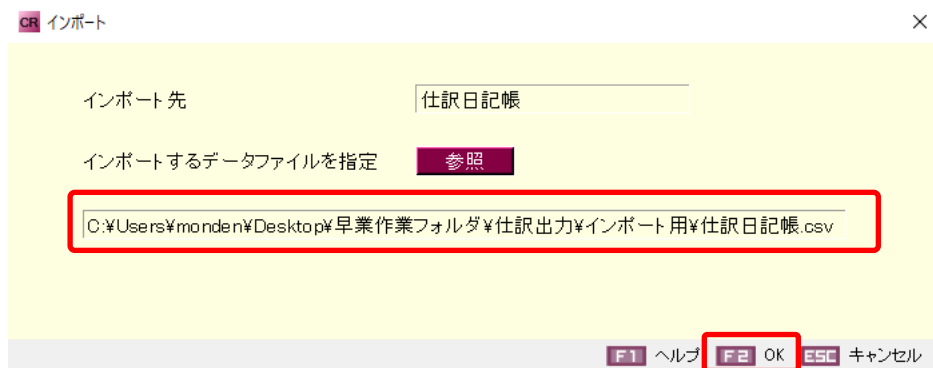 CR インポート ×
インポート先 仕訳日記帳
インポートするデータファイルを指定 参照
C:¥Users¥monden¥Desktop¥早業作業フォルダ¥仕訳出力¥インポート用¥仕訳日記帳.csv
F1 ヘルプ F2 OK ESC キャンセル